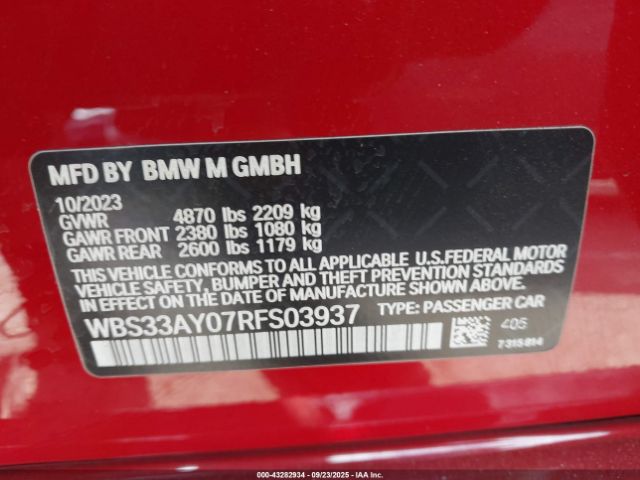 MFD BY BMW M GMBH
10/2023
GVWR 4870 lbs 2209 kg
GAWR FRONT 2380 lbs 1080 kg
GAWR REAR 2600 lbs 1179 kg
THIS VEHICLE CONFORMS TO ALL APPLICABLE U.S.FEDERAL MOTOR
VEHICLE SAFETY, BUMPER, AND THEFT PREVENTION STANDARDS
IN EFFECT ON THE DATE OF MANUFACTURE SHOWN ABOVE.
WBS33AY07RFS03937 TYPE: PASSENGER CAR
405
7318814
000-43282934 - 09/23/2025 - Copyright © IAA, Inc.